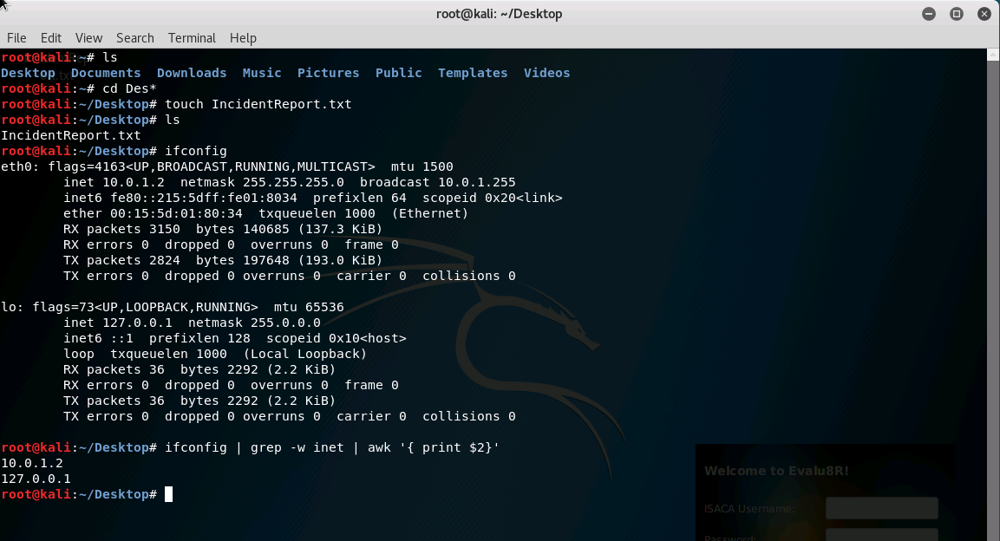 root@kali: ~/Desktop
File Edit View Search Terminal Help
root@kali:~# ls
Desktop Documents Downloads Music Pictures Public Templates Videos
root@kali:~# cd Des*
root@kali:~/Desktop# touch IncidentReport.txt
root@kali:~/Desktop# ls
IncidentReport.txt
root@kali:~/Desktop# ifconfig
eth0: flags=4163<UP,BROADCAST,RUNNING,MULTICAST>  mtu 1500
        inet 10.0.1.2  netmask 255.255.255.0  broadcast 10.0.1.255
        inet6 fe80::215:5dff:fe01:8034  prefixlen 64  scopeid 0x20<link>
        ether 00:15:5d:01:80:34  txqueuelen 1000  (Ethernet)
        RX packets 3150  bytes 140685 (137.3 KiB)
        RX errors 0  dropped 0  overruns 0  frame 0
        TX packets 2824  bytes 197648 (193.0 KiB)
        TX errors 0  dropped 0 overruns 0  carrier 0  collisions 0
lo: flags=73<UP,LOOPBACK,RUNNING>  mtu 65536
        inet 127.0.0.1  netmask 255.0.0.0
        inet6 ::1  prefixlen 128  scopeid 0x10<host>
        loop  txqueuelen 1000  (Local Loopback)
        RX packets 36  bytes 2292 (2.2 KiB)
        RX errors 0  dropped 0  overruns 0  frame 0
        TX packets 36  bytes 2292 (2.2 KiB)
        TX errors 0  dropped 0 overruns 0  carrier 0  collisions 0
root@kali:~/Desktop# ifconfig | grep -w inet | awk '{ print $2}'
10.0.1.2
127.0.0.1
root@kali:~/Desktop#
Welcome to Evalu8R!
ISACA Username:
Password: